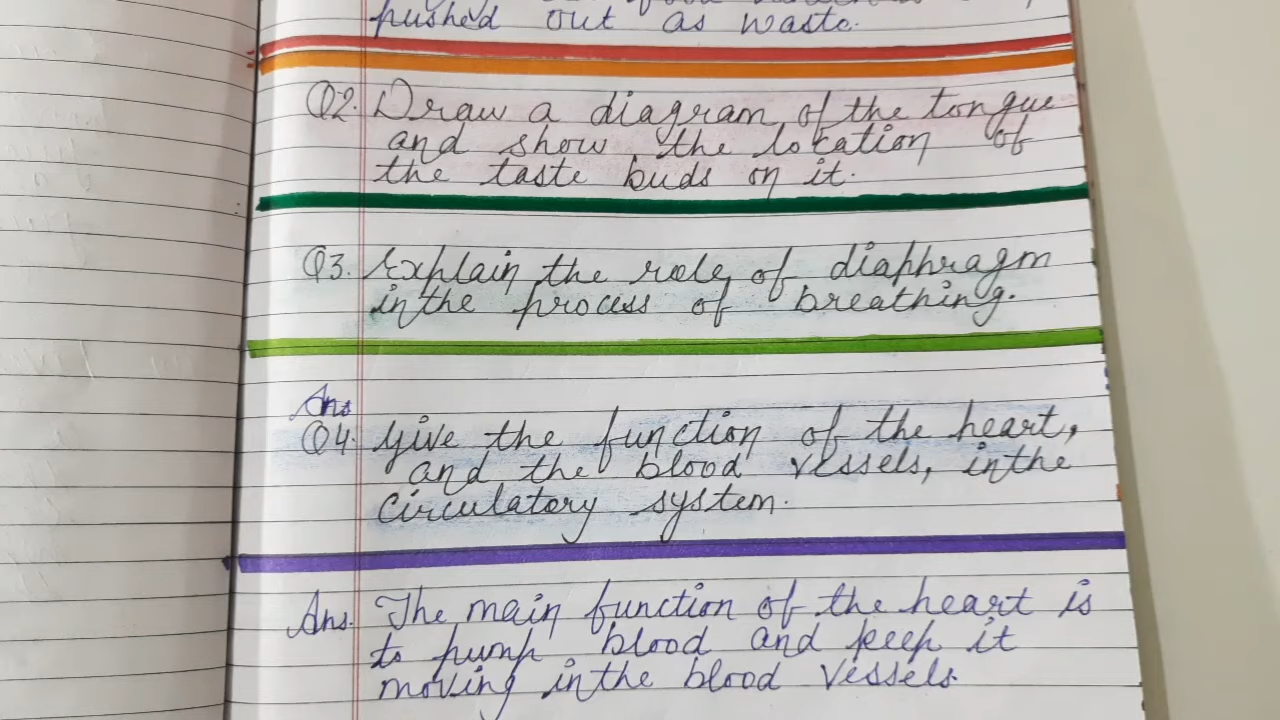 pushed out as waste.
Q2. Draw a diagram of the tongue
and show the location of
the taste buds on it.
Q3. Explain the role of diaphragm
in the process of breathing.
Ans
Q4. Give the function of the heart,
and the blood vessels, in the
circulatory system.
Ans. The main function of the heart is
to pump blood and keep it
moving in the blood vessels.